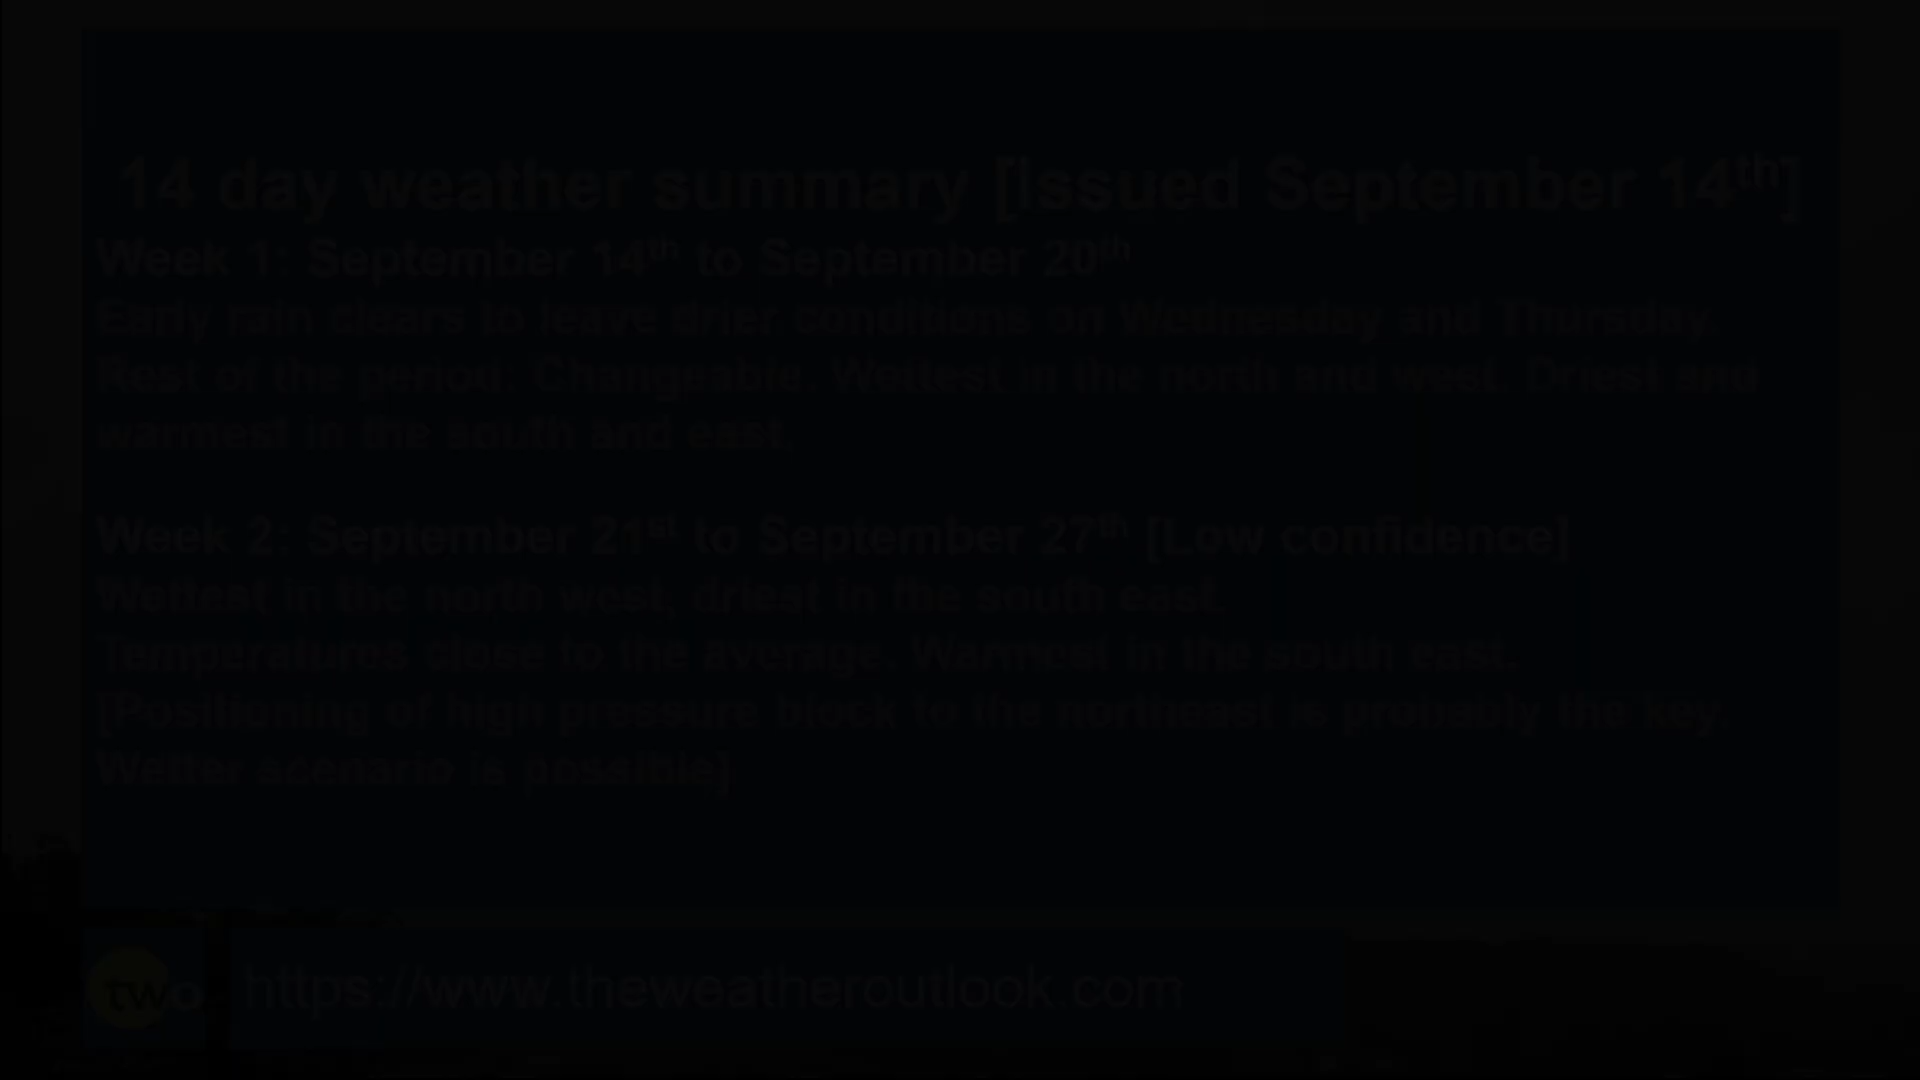 14 day weather summary [Issued September 14th]
Week 1: September 14th to September 20th
Early rain clears to leave drier conditions on Wednesday and Thursday.
Rest of the period. Changeable. Wettest in the north and west. Driest and
warmest in the south and east.
Week 2: September 21st to September 27th [Low confidence]
Wettest in the north west, driest in the south east.
Temperatures close to the average. Warmest in the south east.
[Positioning of high pressure block to the northeast is probably the key.
Wetter scenario is possible]
two https://www.theweatheroutlook.com